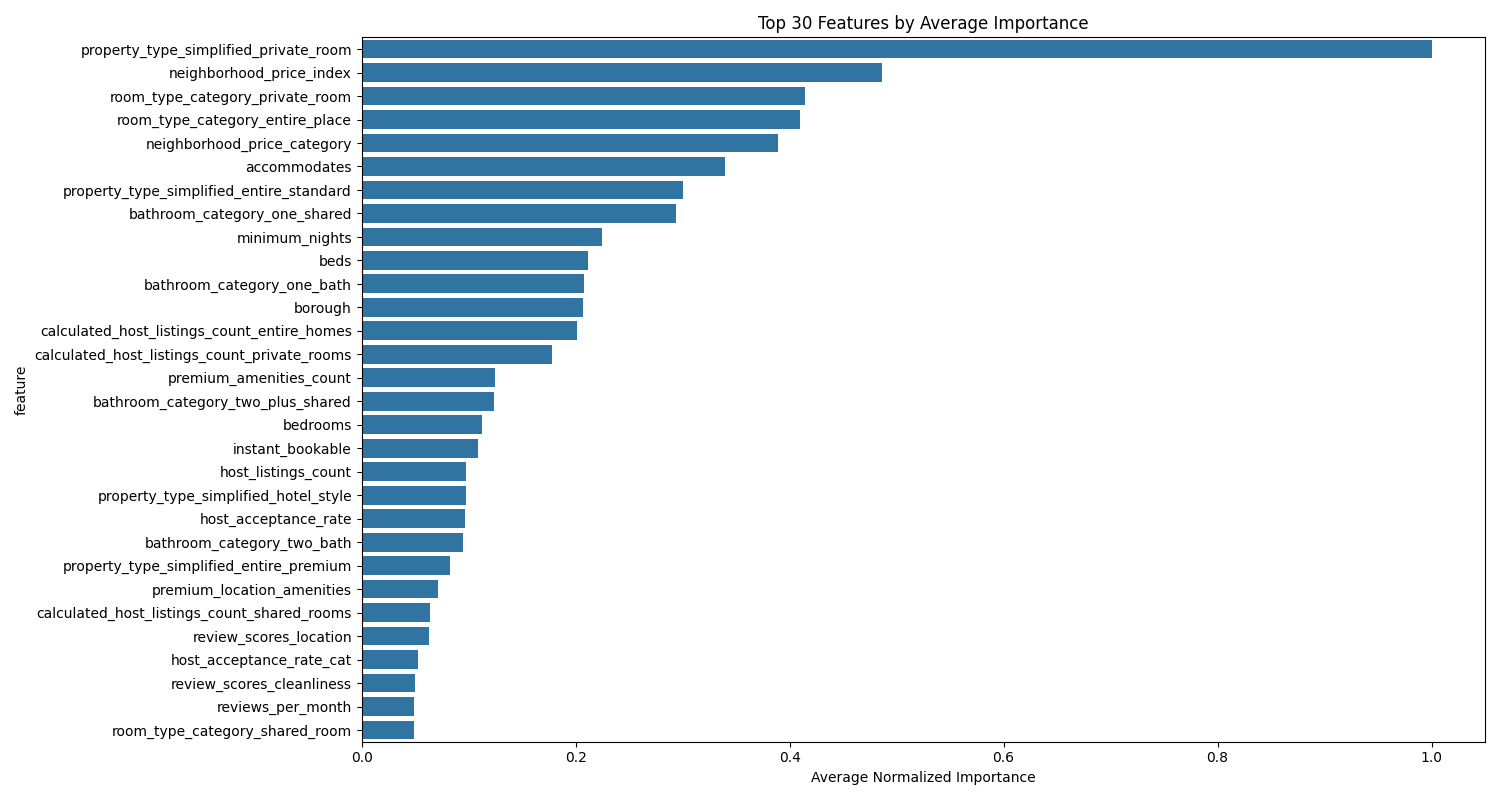 Top 30 Features by Average Importance
property_type_simplified_private_room
neighborhood_price_index
room_type_category_private_room
room_type_category_entire_place
neighborhood_price_category
accommodates
property_type_simplified_entire_standard
bathroom_category_one_shared
minimum_nights
beds
bathroom_category_one_bath
borough
calculated_host_listings_count_entire_homes
calculated_host_listings_count_private_rooms
premium_amenities_count
bathroom_category_two_plus_shared
bedrooms
instant_bookable
host_listings_count
property_type_simplified_hotel_style
host_acceptance_rate
bathroom_category_two_bath
property_type_simplified_entire_premium
premium_location_amenities
calculated_host_listings_count_shared_rooms
review_scores_location
host_acceptance_rate_cat
review_scores_cleanliness
reviews_per_month
room_type_category_shared_room
feature
0.0 0.2 0.4 0.6 0.8 1.0
Average Normalized Importance